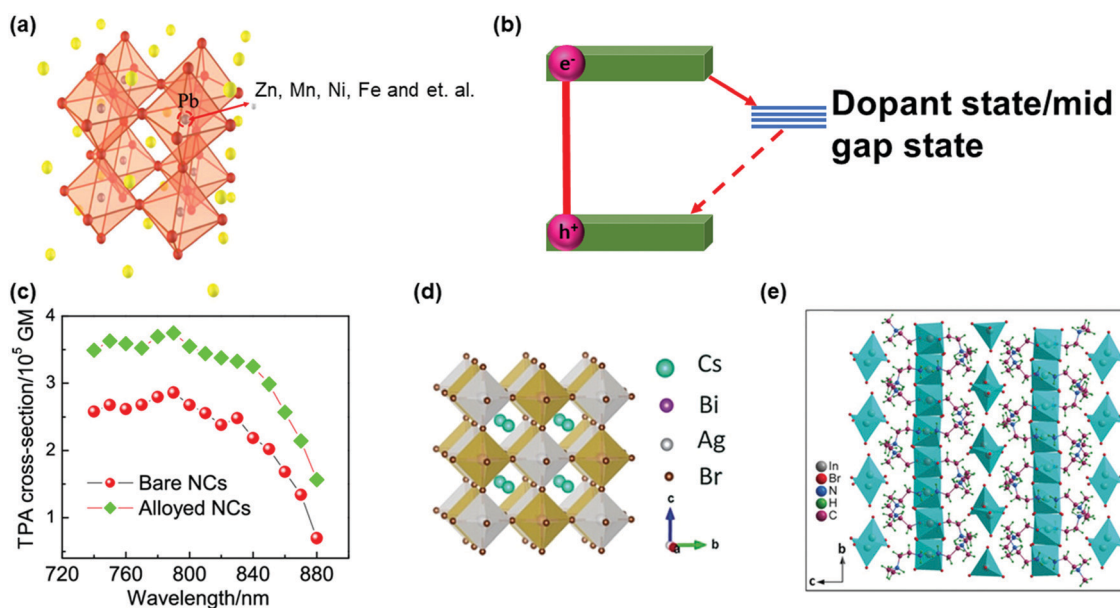 (a)
Pb
Zn, Mn, Ni, Fe and et. al.
(b)
e-
h+
Dopant state/mid
gap state
(c)
TPA cross-section/10⁵ GM
4
3
2
1
Bare NCs
Alloyed NCs
720 760 800 840 880
Wavelength/nm
(d)
Cs
Bi
Ag
Br
c
a
b
(e)
In
Br
N
H
C
b
c